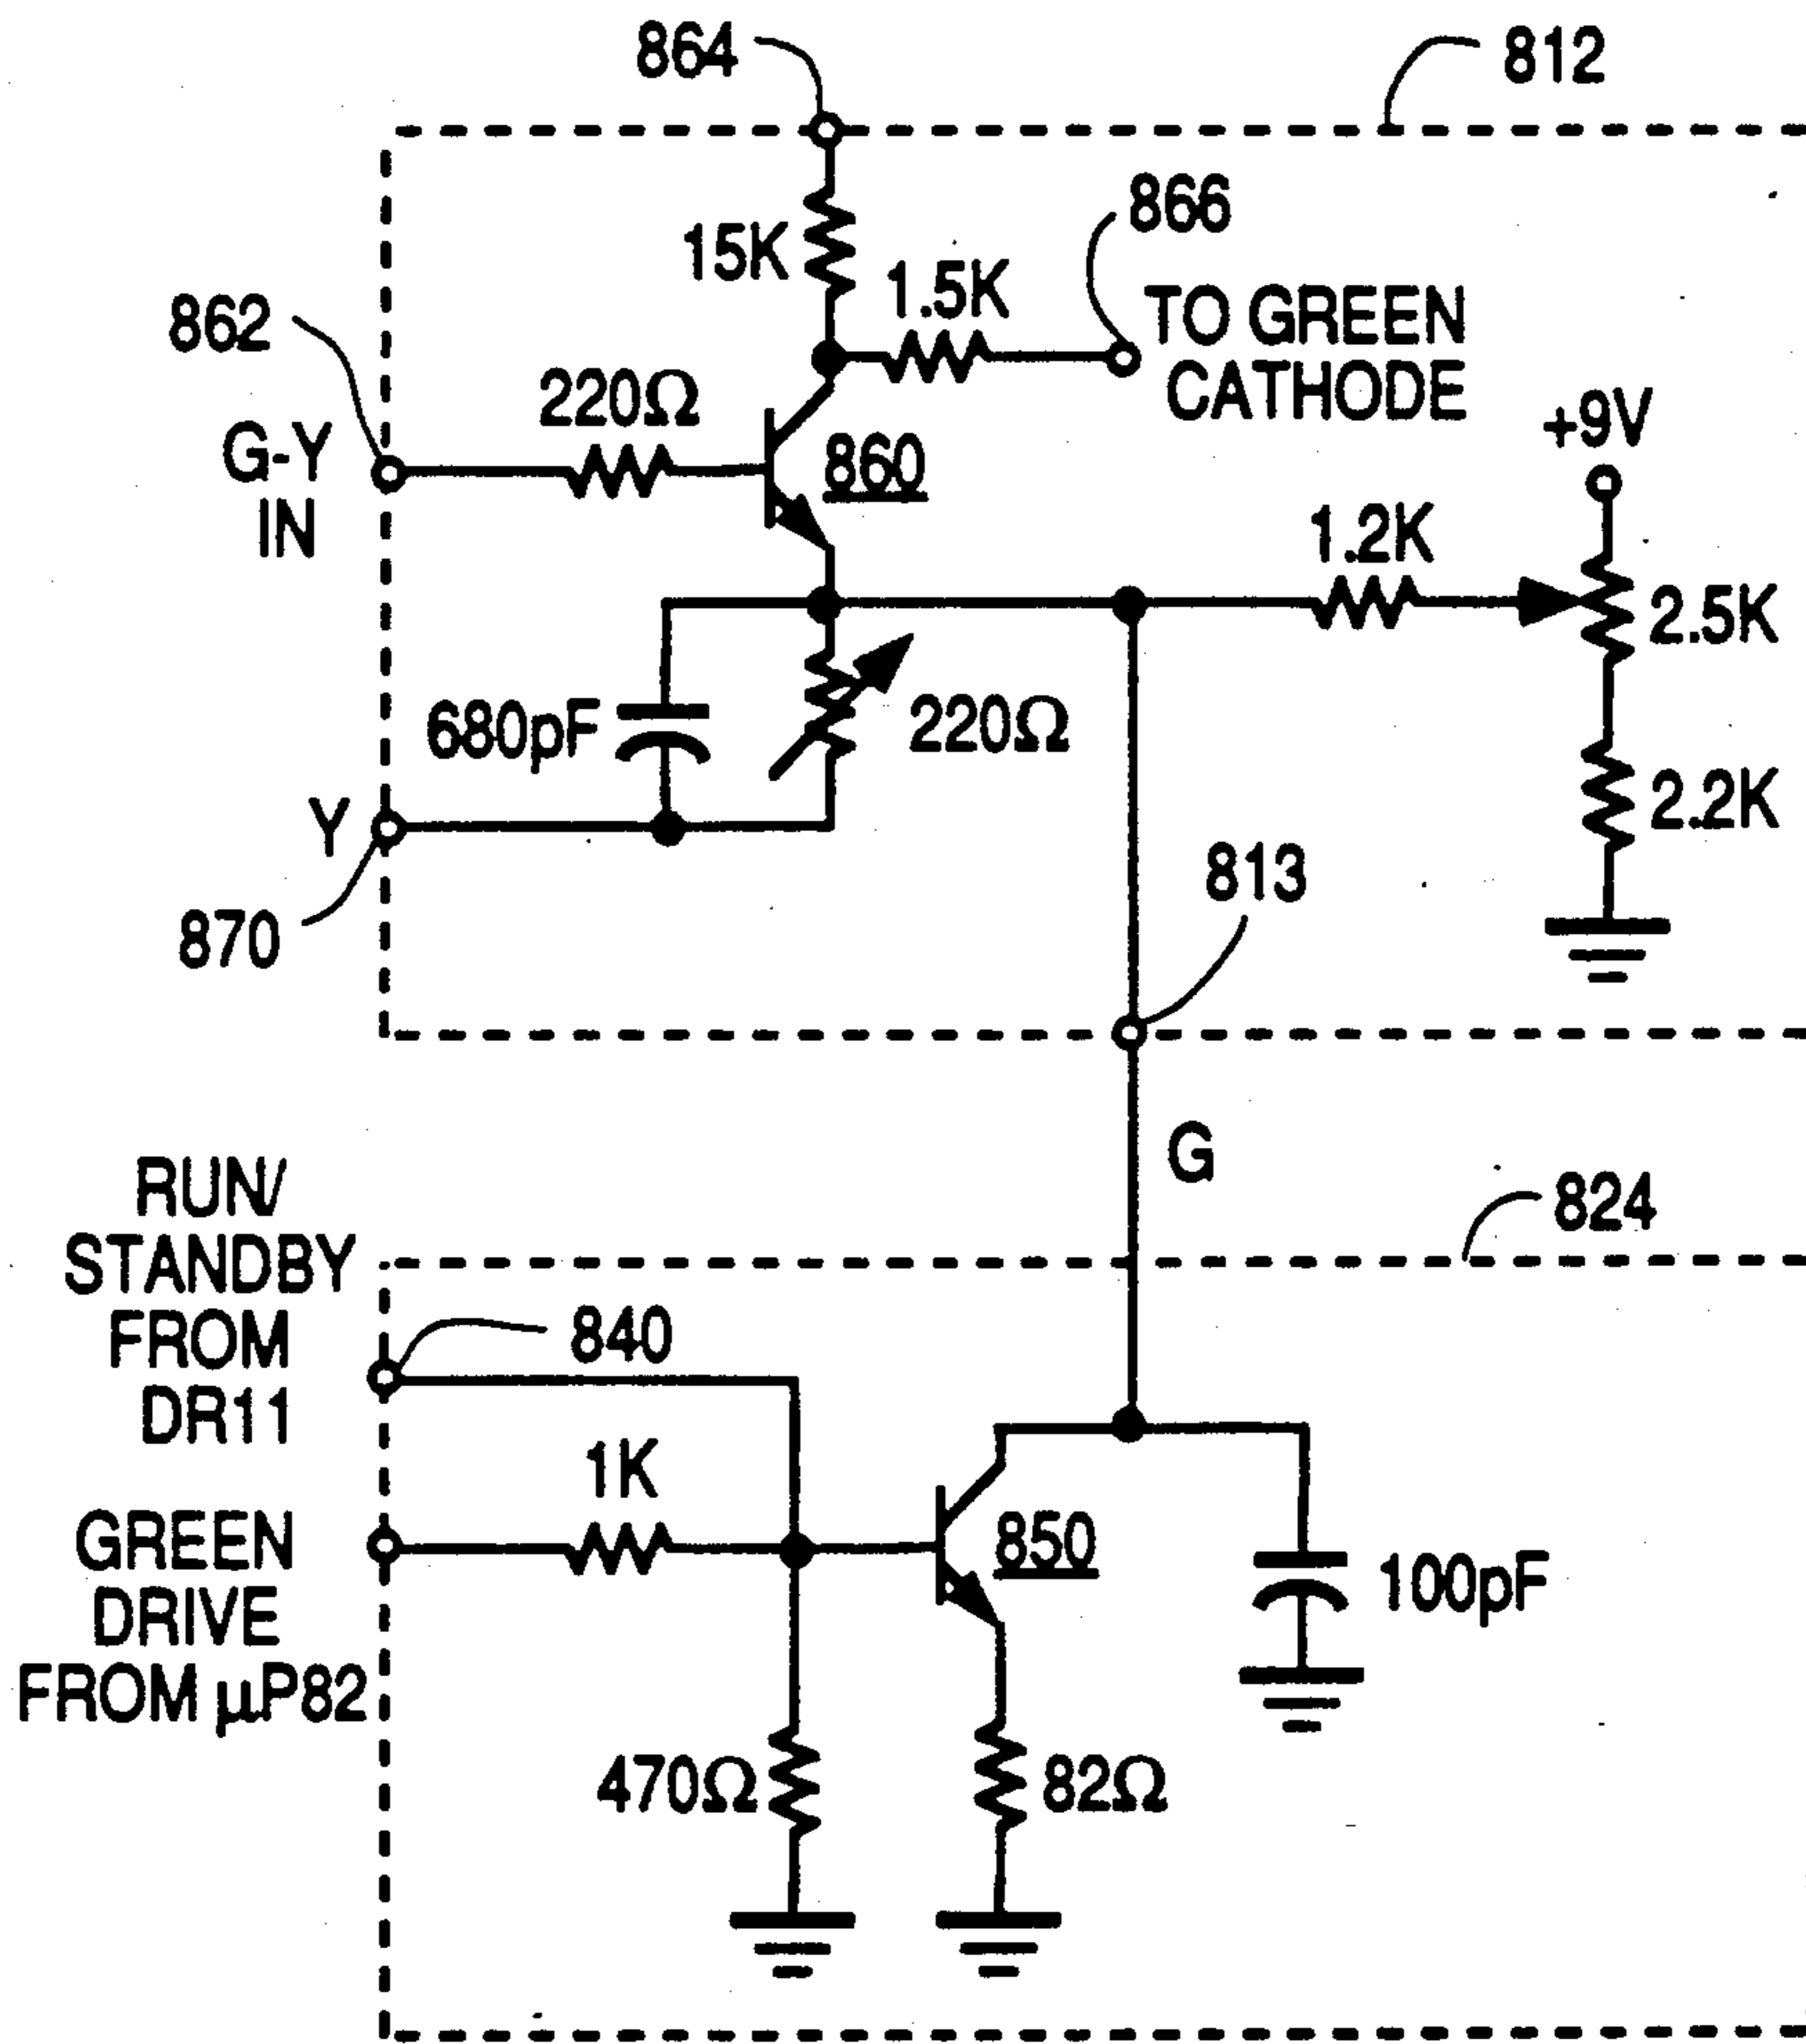 864
812
866
15K
1.5K
TO GREEN
CATHODE
862
220Ω
+9V
G-Y
IN
860
1.2K
2.5K
680pF
220Ω
2.2K
Y
813
870
G
RUN/
STANDBY
FROM
DR11
824
840
1K
GREEN
DRIVE
FROM µP82
850
100pF
470Ω
82Ω